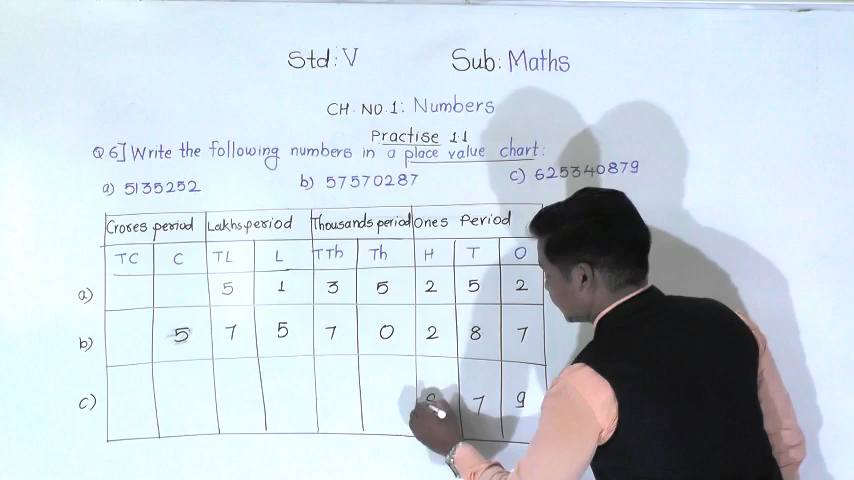 Std: V Sub: Maths
CH. NO. 1: Numbers
Practise 1.1
Q 6] Write the following numbers in a place value chart:
a) 5135252 b) 57570287 c) 625340879
Crores period Lakhs period Thousands period Ones Period
TC C TL L TTh Th H T O
a) 5 1 3 5 2 5 2
b) 5 7 5 7 0 2 8 7
c) 8 7 9